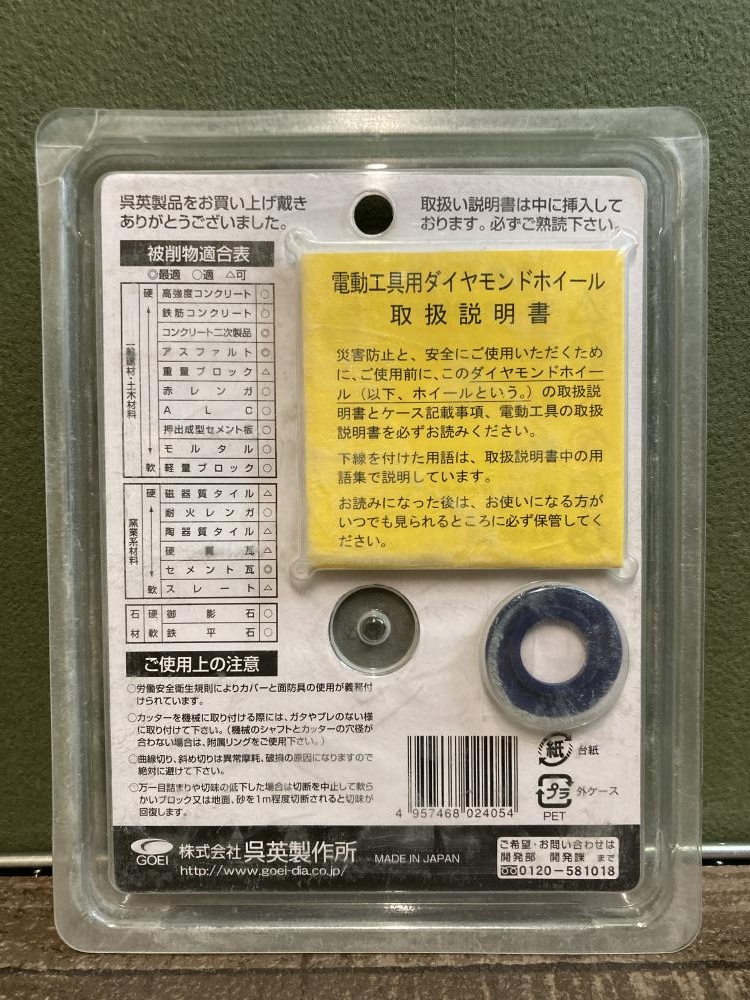 呉英製品をお買い上げ戴き
ありがとうございました。
取扱い説明書は中に挿入して
おります。必ずご熟読下さい。
被削物適合表
◎最適 ○適 △可
一般建材・土木材料
硬 高強度コンクリート ○
鉄筋コンクリート ○
コンクリート二次製品 ◎
アスファルト ◎
重量ブロック △
赤レンガ ○
ALC ○
押出成型セメント板 ○
モルタル ○
軟 軽量ブロック ○
窯業系材料
硬 磁器質タイル △
耐火レンガ ○
陶器質タイル △
硬質瓦 △
セメント瓦 ◎
軟 スレート △
石材
硬 御影石 ○
軟 鉄平石 ○
電動工具用ダイヤモンドホイール
取扱説明書
災害防止と、安全にご使用いただくため
に、ご使用前に、このダイヤモンドホイー
ル(以下、ホイールという。)の取扱説
明書とケース記載事項、電動工具の取扱
説明書を必ずお読みください。
下線を付けた用語は、取扱説明書中の用
語集で説明しています。
お読みになった後は、お使いになる方が
いつでも見られるところに必ず保管してく
ださい。
ご使用上の注意
○労働安全衛生規則によりカバーと面防具の使用が義務付
けられています。
○カッターを機械に取り付ける際には、ガタやブレのない様
に取り付けて下さい。(機械のシャフトとカッターの穴径が
合わない場合は、附属リングをご使用下さい。)
○曲線切り、斜め切りは異常摩耗、破損の原因になりますので
絶対に避けて下さい。
○万一目詰まりや切味の低下した場合は切断を中止して軟ら
かいブロック又は地面、砂を1m程度切断されると切味が
回復します。
4 957468 024054
紙 台紙
プラ 外ケース
PET
GOEI 株式会社 呉英製作所 MADE IN JAPAN
http://www.goei-dia.co.jp/
ご希望・お問い合わせは
開発部 開発課 まで
0120-581018